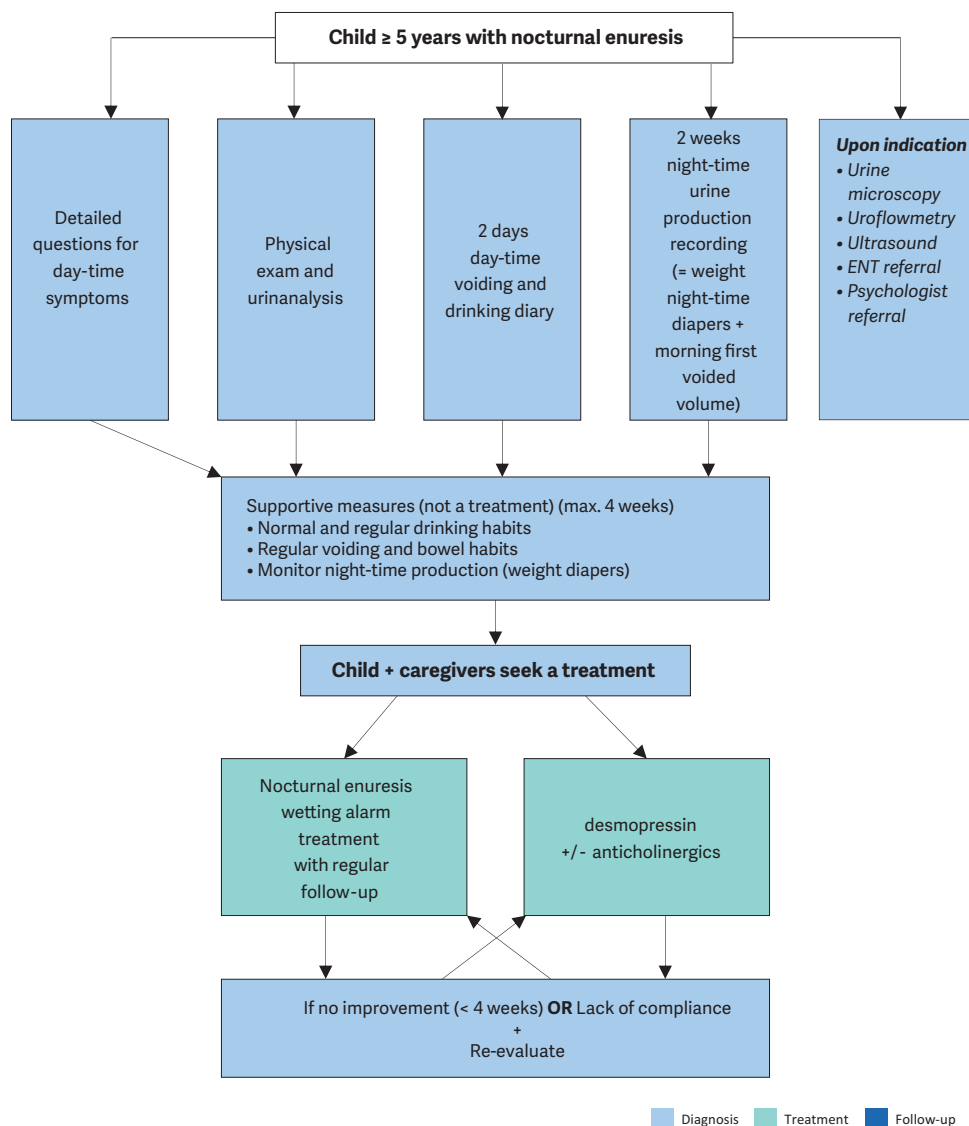 Child ≥ 5 years with nocturnal enuresis
Detailed
questions for
day-time
symptoms
Physical
exam and
urinanalysis
2 days
day-time
voiding and
drinking diary
2 weeks
night-time
urine
production
recording
(= weight
night-time
diapers +
morning first
voided
volume)
Upon indication
• Urine
microscopy
• Uroflowmetry
• Ultrasound
• ENT referral
• Psychologist
referral
Supportive measures (not a treatment) (max. 4 weeks)
• Normal and regular drinking habits
• Regular voiding and bowel habits
• Monitor night-time production (weight diapers)
Child + caregivers seek a treatment
Nocturnal enuresis
wetting alarm
treatment
with regular
follow-up
desmopressin
+/- anticholinergics
If no improvement (< 4 weeks) OR Lack of compliance
+
Re-evaluate
Diagnosis
Treatment
Follow-up